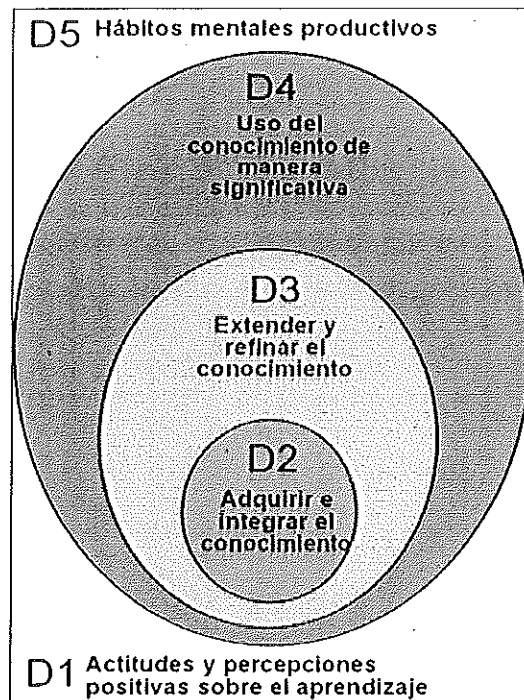 D5 Hábitos mentales productivos
D4
Uso del
conocimiento de
manera
significativa
D3
Extender y
refinar el
conocimiento
D2
Adquirir e
integrar el
conocimiento
D1 Actitudes y percepciones
positivas sobre el aprendizaje